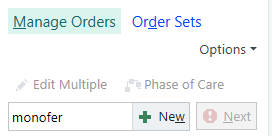 Manage Orders Order Sets
Options
Edit Multiple Phase of Care
monofer New Next